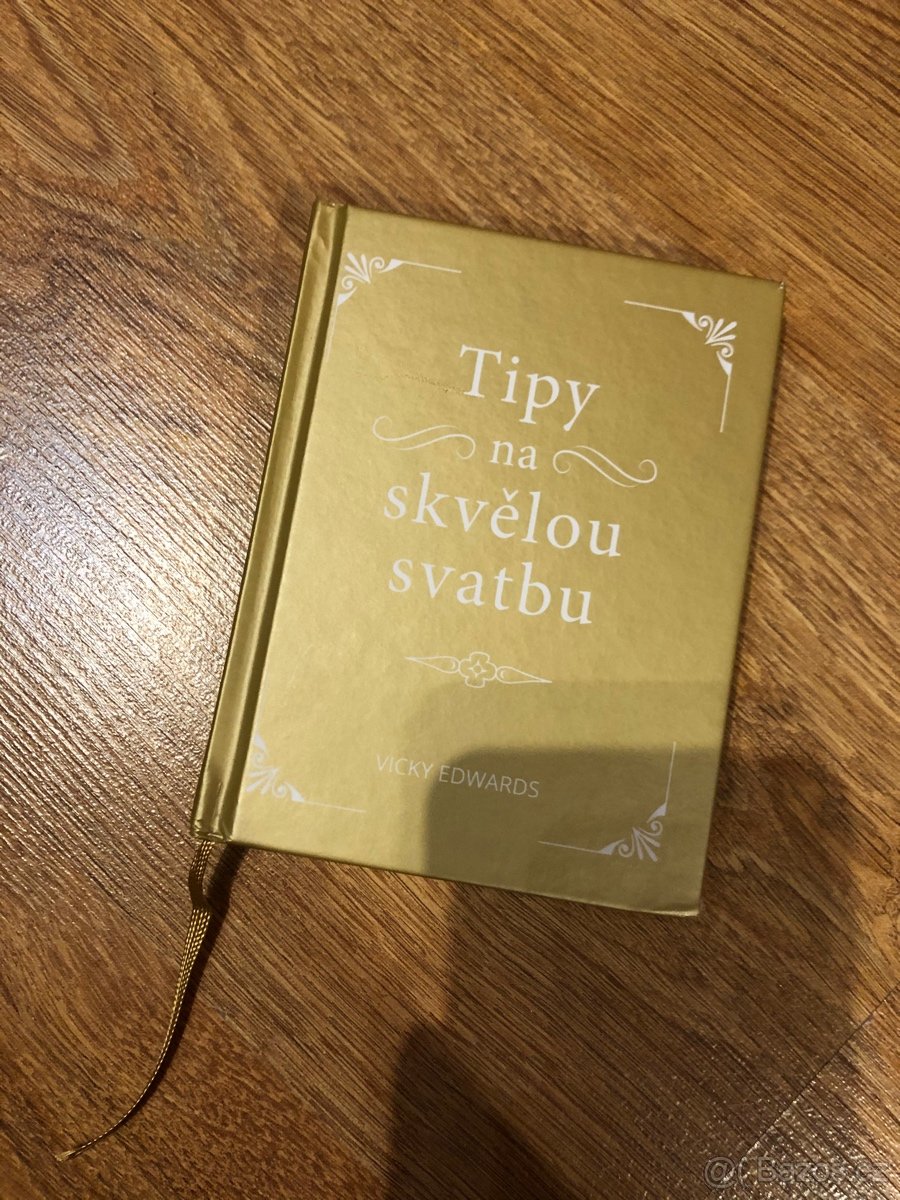 Tipy
na
skvělou
svatbu
VICKY EDWARDS